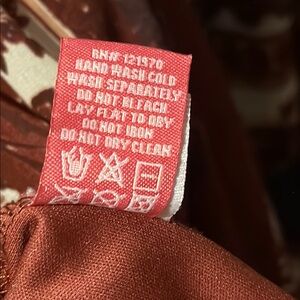 RN# 121970
HAND WASH COLD
WASH SEPARATELY
DO NOT BLEACH
LAY FLAT TO DRY
DO NOT IRON
DO NOT DRY CLEAN